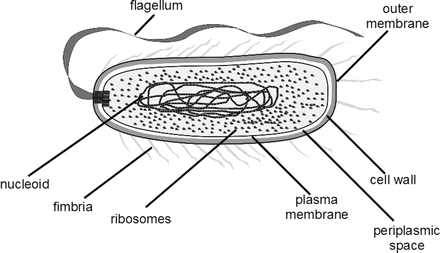 flagellum
outer
membrane
nucleoid
fimbria
ribosomes
plasma
membrane
cell wall
periplasmic
space